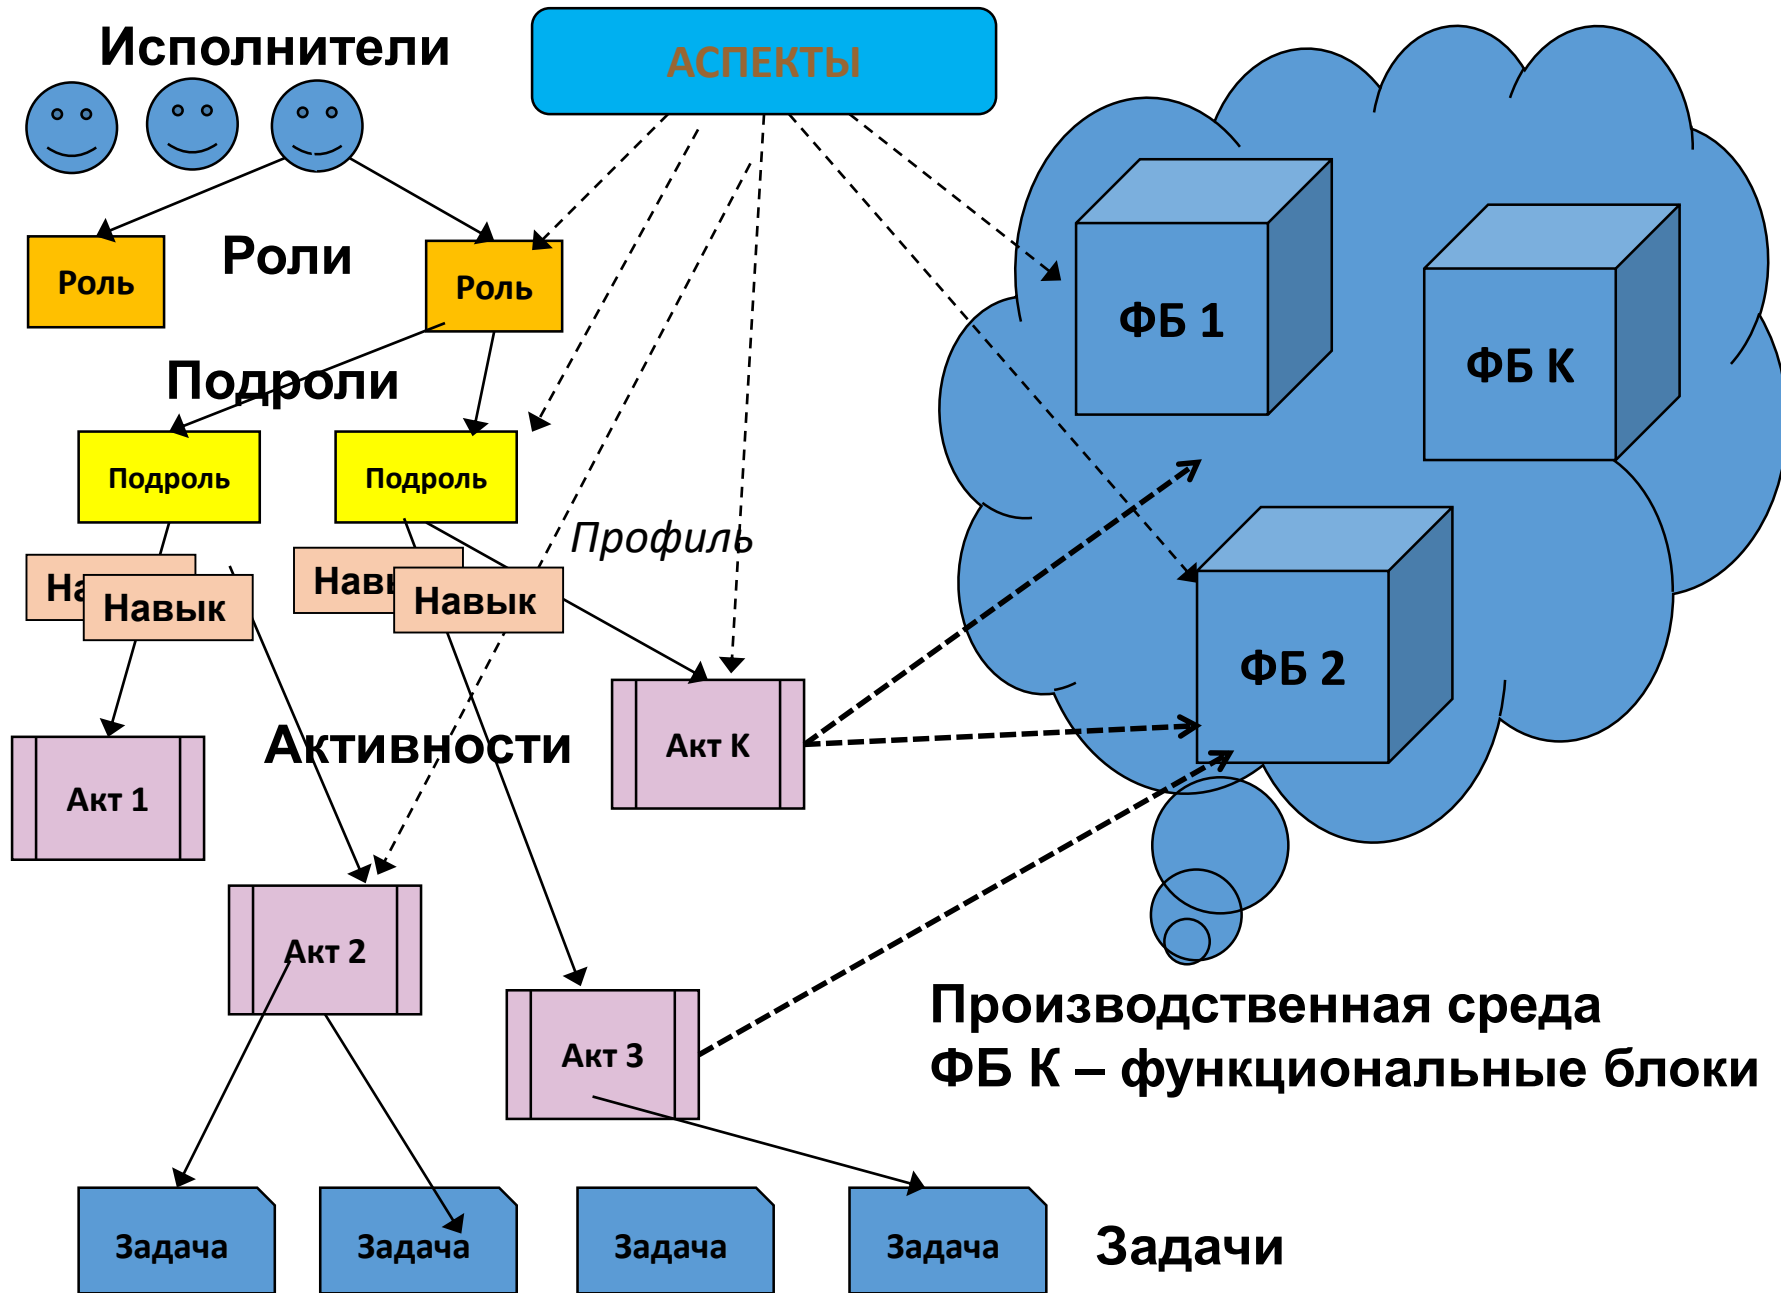 Исполнители
АСПЕКТЫ
Роли
Роль
Роль
ФБ 1
ФБ K
Подроли
Подроль
Подроль
Профиль
Навык
Навык
ФБ 2
Активности
Акт K
Акт 1
Акт 2
Акт 3
Производственная среда
ФБ К – функциональные блоки
Задача
Задача
Задача
Задача
Задачи